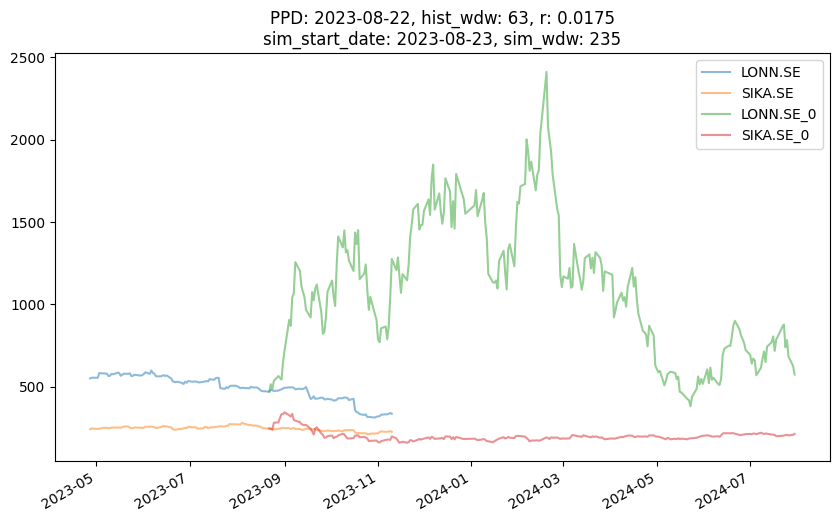 PPD: 2023-08-22, hist_wdw: 63, r: 0.0175
sim_start_date: 2023-08-23, sim_wdw: 235
LONN.SE
SIKA.SE
LONN.SE_0
SIKA.SE_0
2500
2000
1500
1000
500
2023-05
2023-07
2023-09
2023-11
2024-01
2024-03
2024-05
2024-07